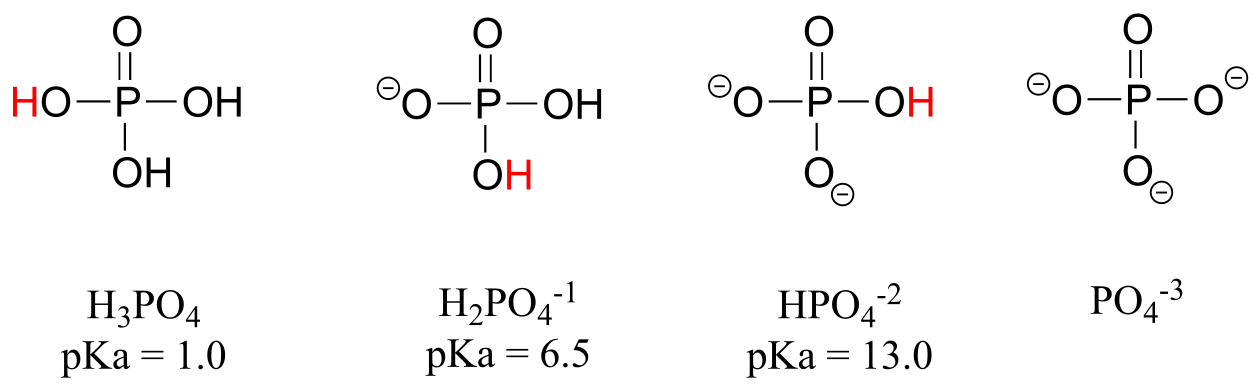 O O O O
HO P OH ⊖O P OH ⊖O P OH ⊖O P O⊖
OH OH O⊖ O⊖
H₃PO₄ H₂PO₄⁻¹ HPO₄⁻² PO₄⁻³
pKa = 1.0 pKa = 6.5 pKa = 13.0